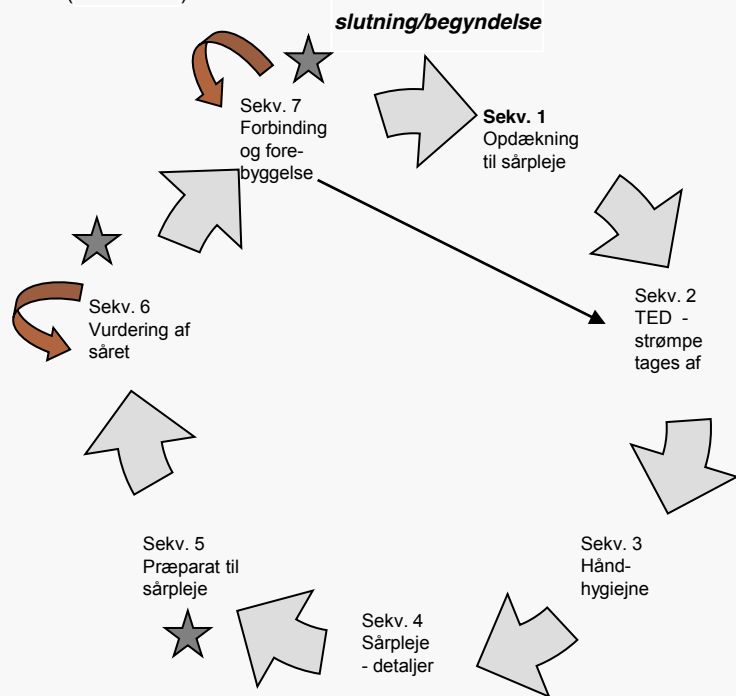 slutning/begyndelse
Sekv. 1
Opdækning
til sårpleje
Sekv. 2
TED -
strømpe
tages af
Sekv. 3
Hånd-
hygiejne
Sekv. 4
Sårpleje
- detaljer
Sekv. 5
Præparat til
sårpleje
Sekv. 6
Vurdering af
såret
Sekv. 7
Forbinding
og fore-
byggelse